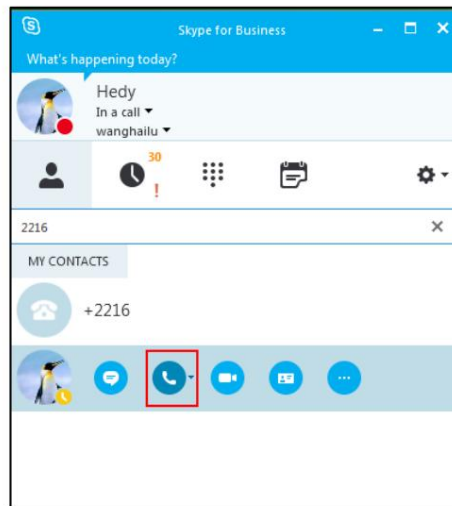 Skype for Business
What's happening today?
Hedy
In a call
wanghailu
30
!
2216
MY CONTACTS
+2216